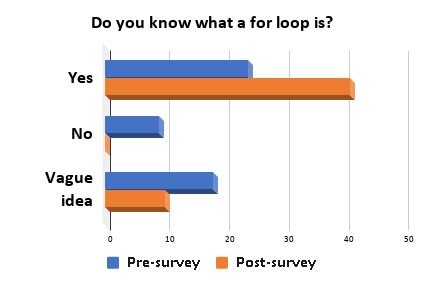 Do you know what a for loop is?
Yes
No
Vague
idea
0 10 20 30 40 50
Pre-survey Post-survey